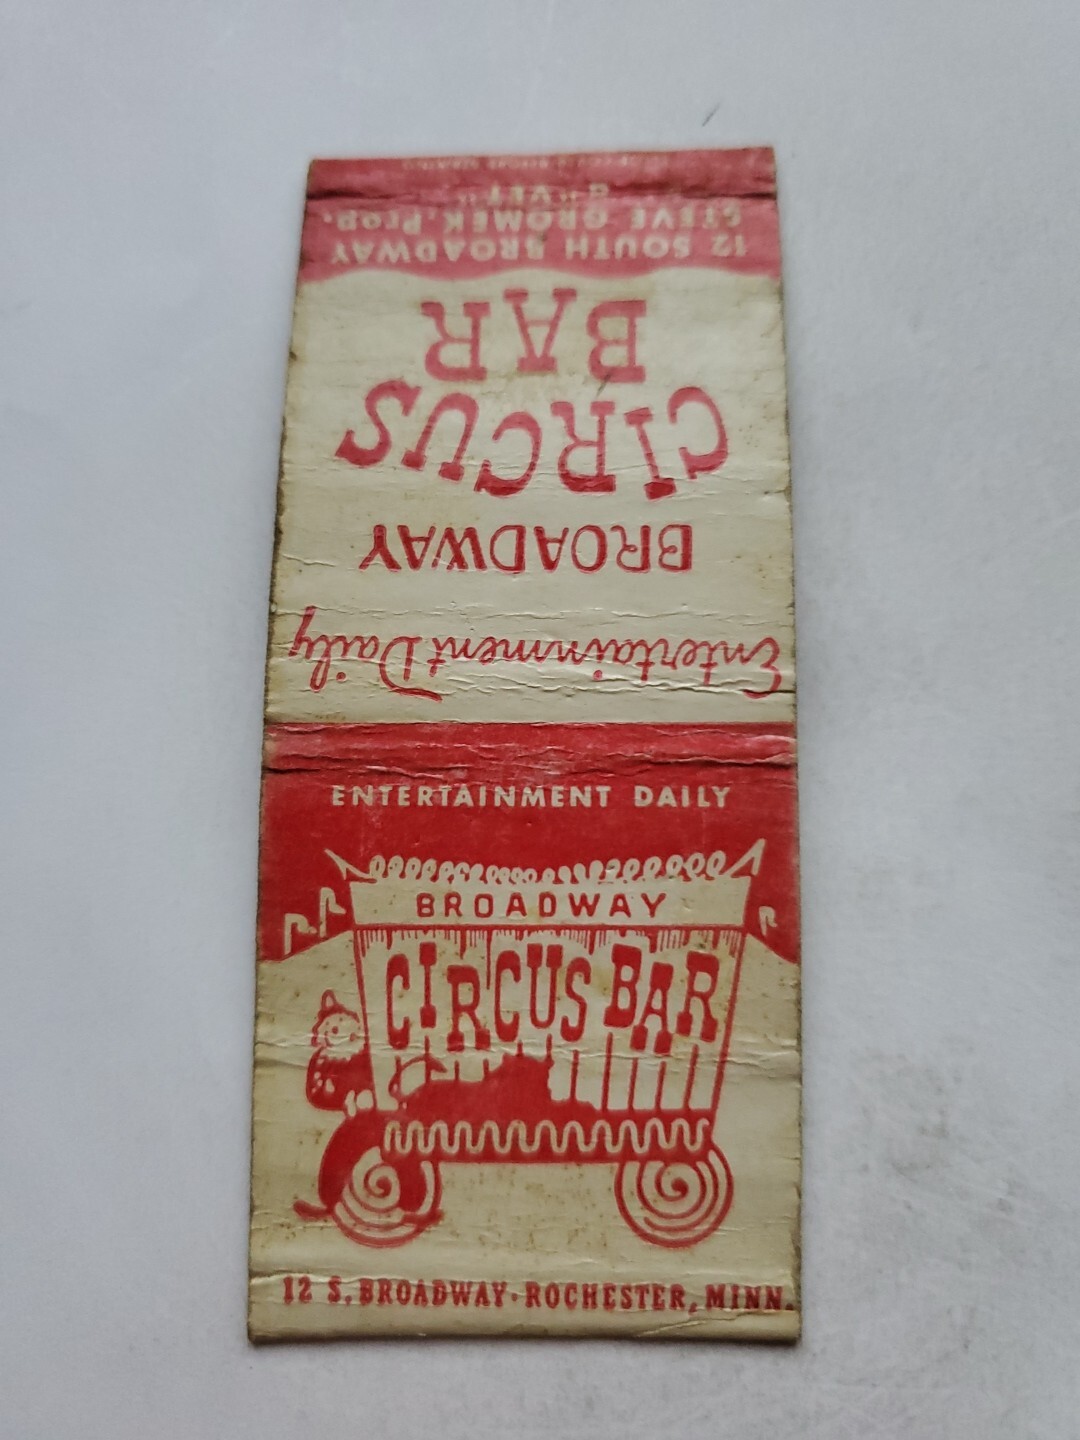 ENTERTAINMENT DAILY
BROADWAY
CIRCUS BAR
12 S. BROADWAY · ROCHESTER, MINN.
Entertainment Daily
BROADWAY
CIRCUS
BAR
12 SOUTH BROADWAY
STEVE GROMEK, Prop.